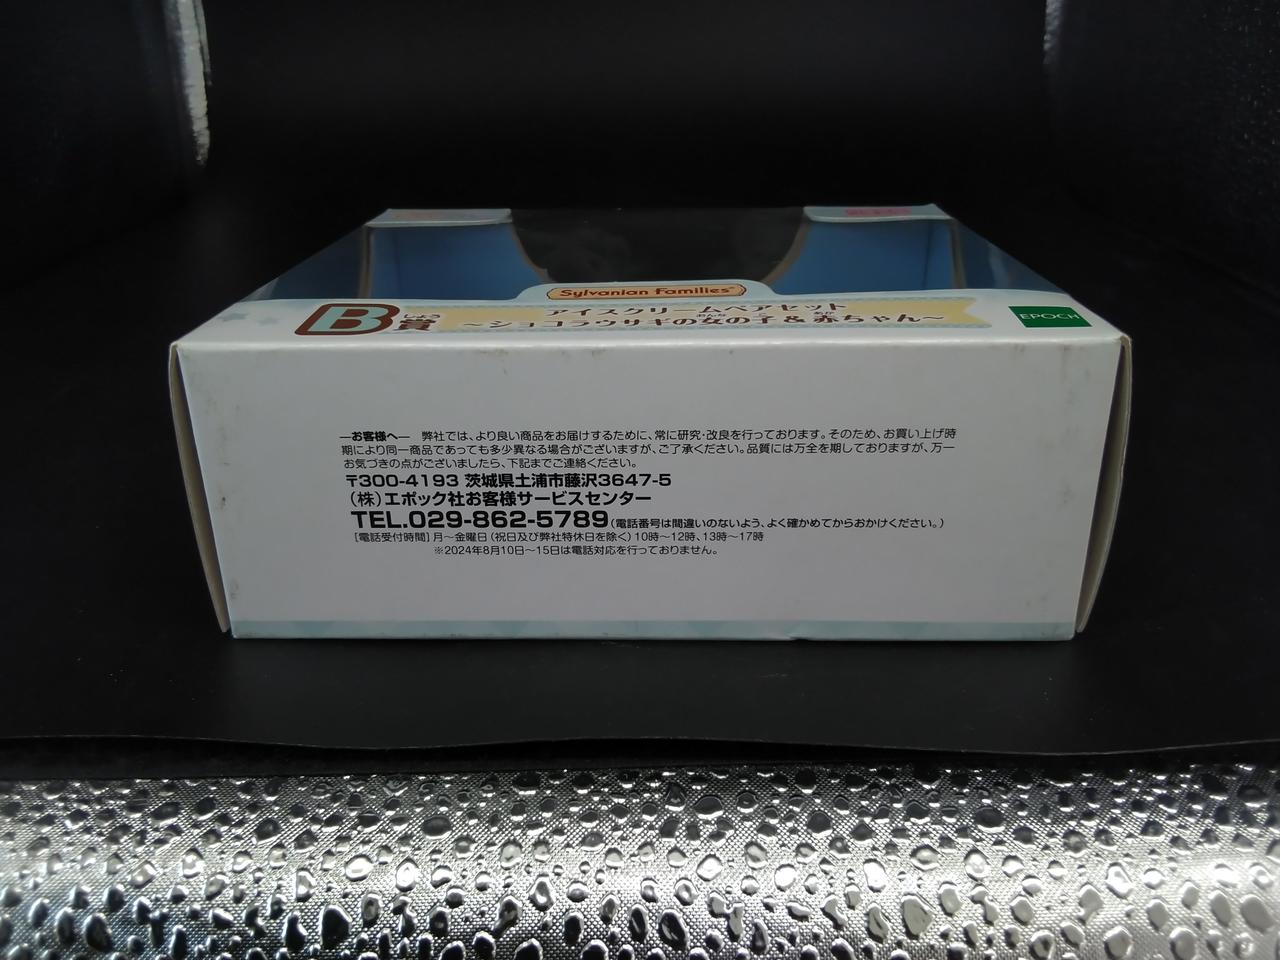 Sylvanian Families
B賞 アイスクリームペアセット
しょう
～ショコラウサギの女の子&赤ちゃん～
EPOCH
―お客様へ― 弊社では、より良い商品をお届けするために、常に研究・改良を行っております。そのため、お買い上げ時
期により同一商品であっても多少異なる場合がございますが、ご了承ください。品質には万全を期しておりますが、万一
お気づきの点がございましたら、下記までご連絡ください。
〒300-4193 茨城県土浦市藤沢3647-5
（株）エポック社お客様サービスセンター
TEL.029-862-5789（電話番号は間違いのないよう、よく確かめてからおかけください。）
［電話受付時間］月～金曜日（祝日及び弊社特休日を除く）10時～12時、13時～17時
※2024年8月10日～15日は電話対応を行っておりません。